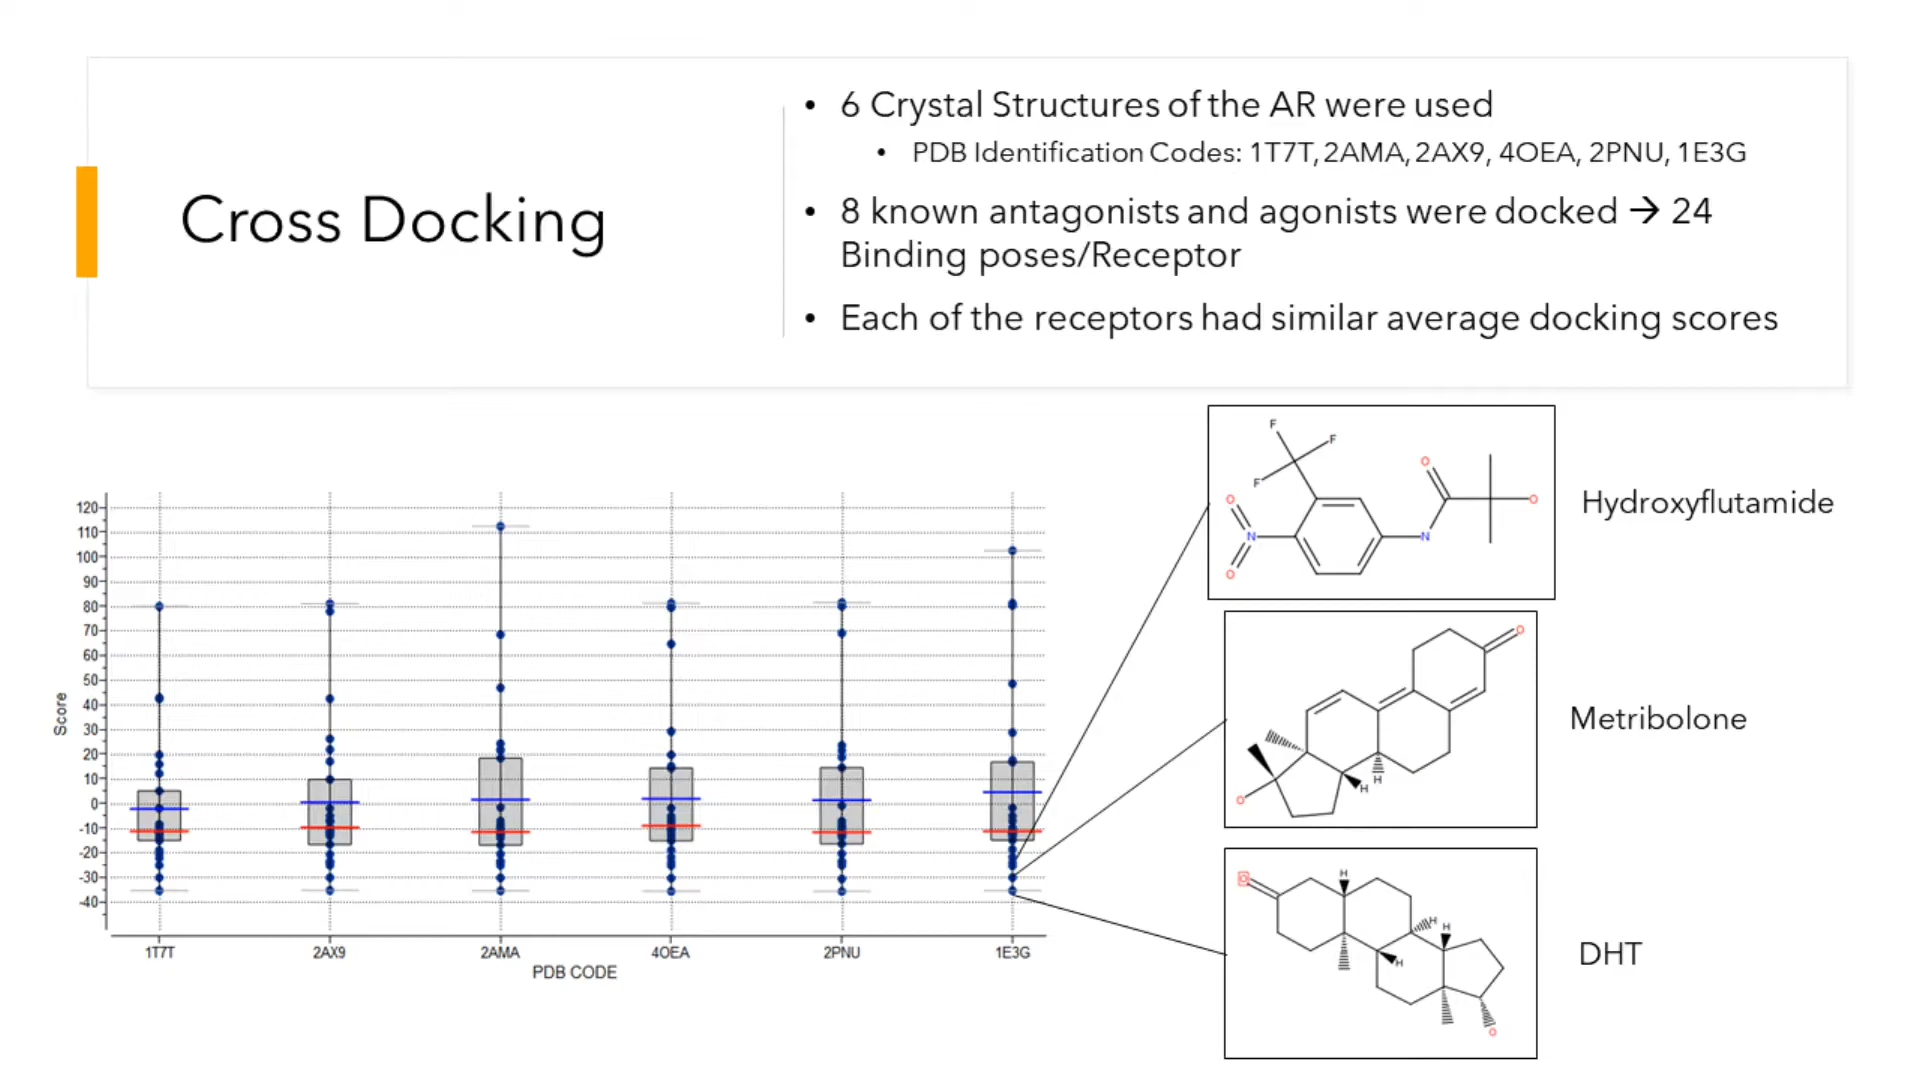 Cross Docking
• 6 Crystal Structures of the AR were used
• PDB Identification Codes: 1T7T, 2AMA, 2AX9, 4OEA, 2PNU, 1E3G
• 8 known antagonists and agonists were docked → 24
Binding poses/Receptor
• Each of the receptors had similar average docking scores
Score
120
110
100
90
80
70
60
50
40
30
20
10
0
-10
-20
-30
-40
1T7T 2AX9 2AMA 4OEA 2PNU 1E3G
PDB CODE
F
F
F
O
O
O
N
N
O
Hydroxyflutamide
O
H
H
O
Metribolone
O
H
H
H
H
O
DHT